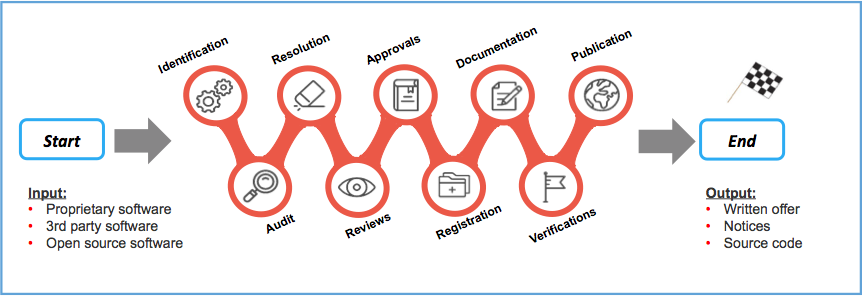 Identification
Resolution
Approvals
Documentation
Publication
Start
End
Audit
Reviews
Registration
Verifications
Input:
• Proprietary software
• 3rd party software
• Open source software
Output:
• Written offer
• Notices
• Source code